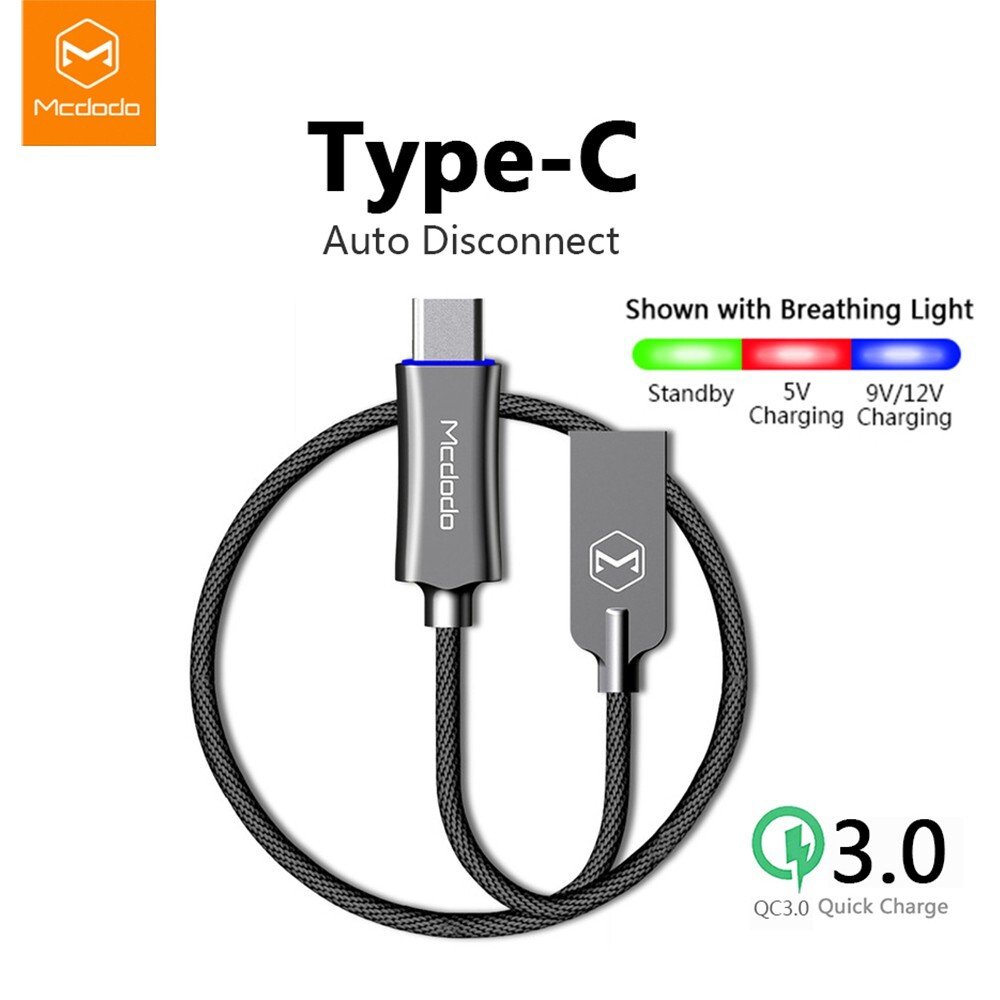 Mcdodo
Type-C
Auto Disconnect
Shown with Breathing Light
Standby
5V
Charging
9V/12V
Charging
Mcdodo
3.0
QC3.0 Quick Charge